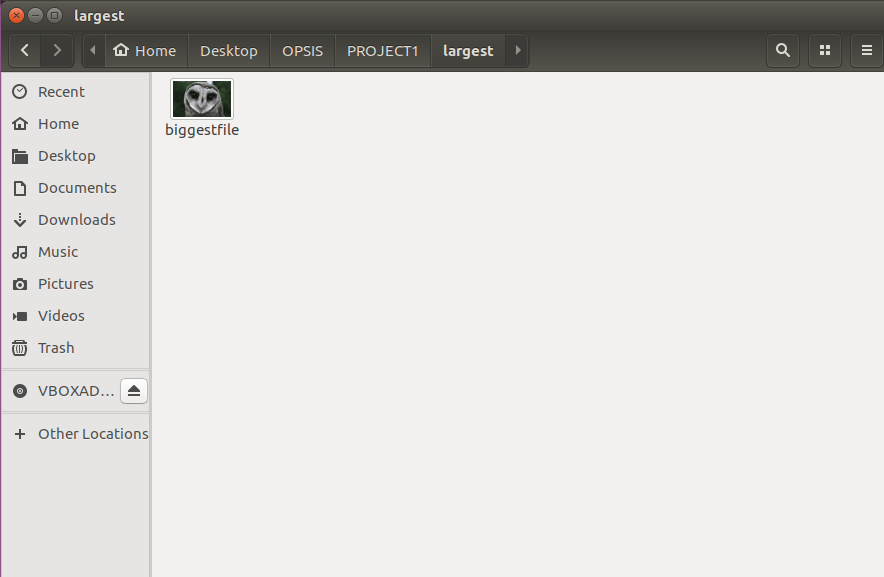 largest
Home Desktop OPSIS PROJECT1 largest
Recent
Home
Desktop
Documents
Downloads
Music
Pictures
Videos
Trash
VBOXAD...
Other Locations
biggestfile